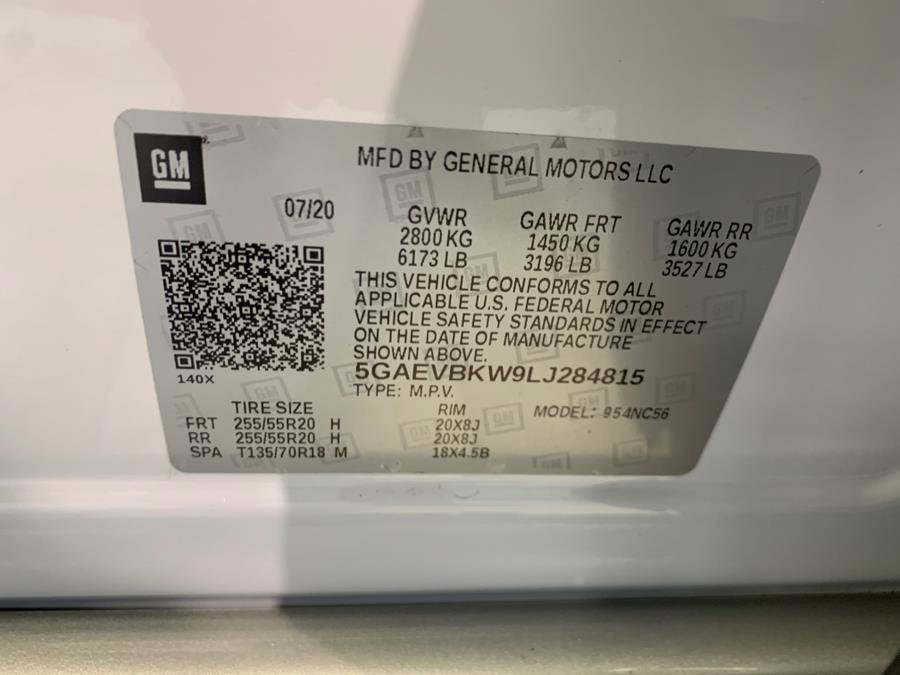 GM
MFD BY GENERAL MOTORS LLC
07/20
GVWR GAWR FRT GAWR RR
2800 KG 1450 KG 1600 KG
6173 LB 3196 LB 3527 LB
THIS VEHICLE CONFORMS TO ALL
APPLICABLE U.S. FEDERAL MOTOR
VEHICLE SAFETY STANDARDS IN EFFECT
ON THE DATE OF MANUFACTURE
SHOWN ABOVE.
140X
5GAEVBKW9LJ284815
TYPE: M.P.V.
TIRE SIZE RIM MODEL: 954NC56
FRT 255/55R20 H 20X8J
RR 255/55R20 H 20X8J
SPA T135/70R18 M 18X4.5B